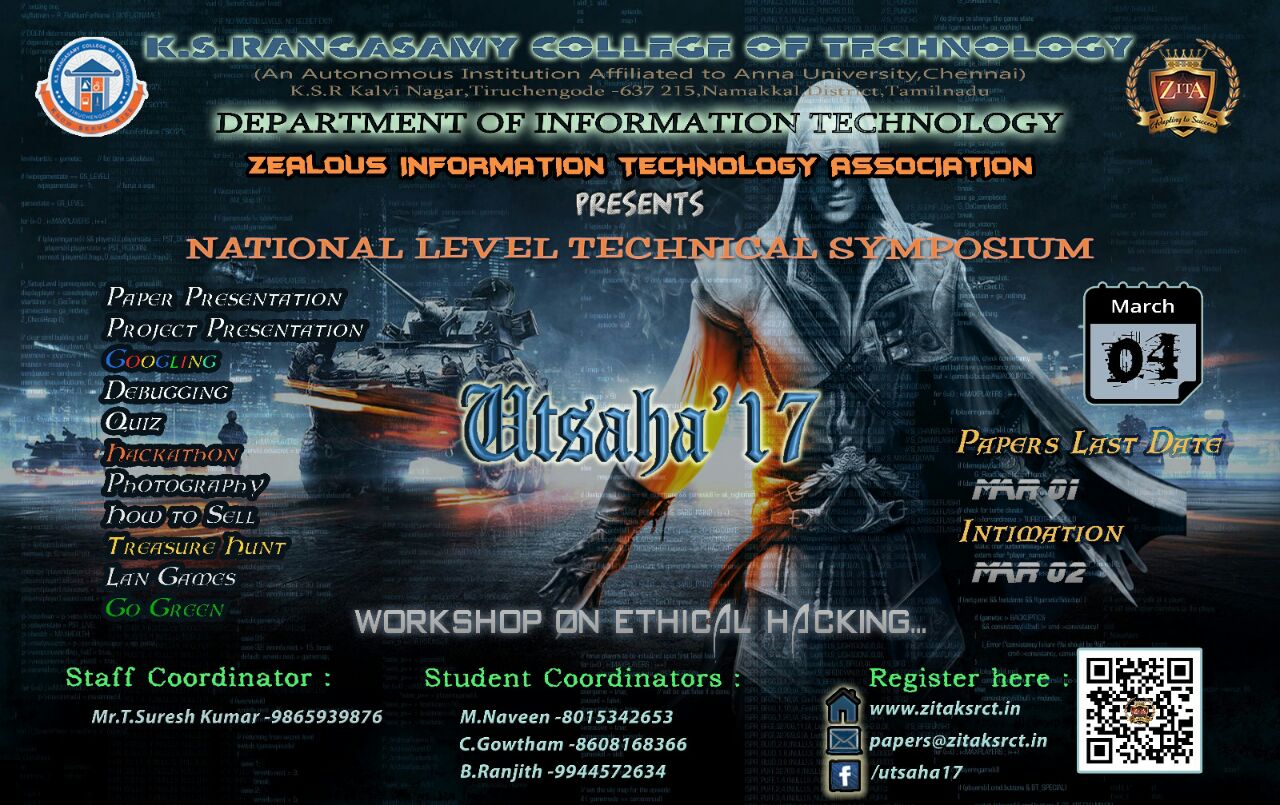 K.S.RANGASAMY COLLEGE OF TECHNOLOGY
(An Autonomous Institution Affiliated to Anna University,Chennai)
K.S.R Kalvi Nagar,Tiruchengode -637 215,Namakkal District,Tamilnadu
DEPARTMENT OF INFORMATION TECHNOLOGY
ZEALOUS INFORMATION TECHNOLOGY ASSOCIATION
PRESENTS
NATIONAL LEVEL TECHNICAL SYMPOSIUM
ZITA
Adapting to Succeed
Paper Presentation
Project Presentation
Googling
Debugging
Quiz
Hackathon
Photography
How to Sell
Treasure Hunt
Lan Games
Go Green
Utsaha'17
March
04
Papers Last Date
MAR 01
Intimation
MAR 02
WORKSHOP ON ETHICAL HACKING...
Staff Coordinator :
Mr.T.Suresh Kumar -9865939876
Student Coordinators :
M.Naveen -8015342653
C.Gowtham -8608168366
B.Ranjith -9944572634
Register here :
www.zitaksrct.in
papers@zitaksrct.in
f /utsaha17